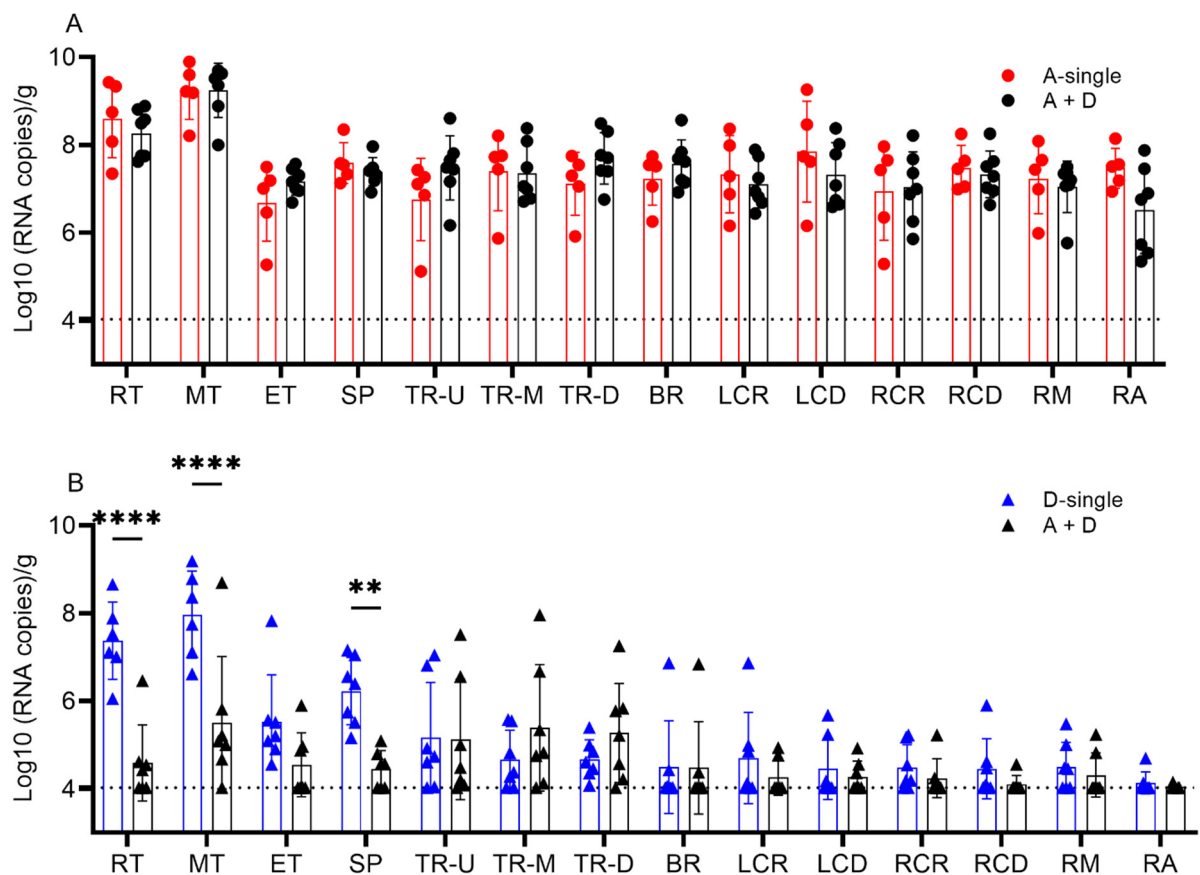 A
Log10 (RNA copies)/g
10
8
6
4
A-single
A + D
RT MT ET SP TR-U TR-M TR-D BR LCR LCD RCR RCD RM RA
B
Log10 (RNA copies)/g
10
8
6
4
**** **** **
D-single
A + D
RT MT ET SP TR-U TR-M TR-D BR LCR LCD RCR RCD RM RA